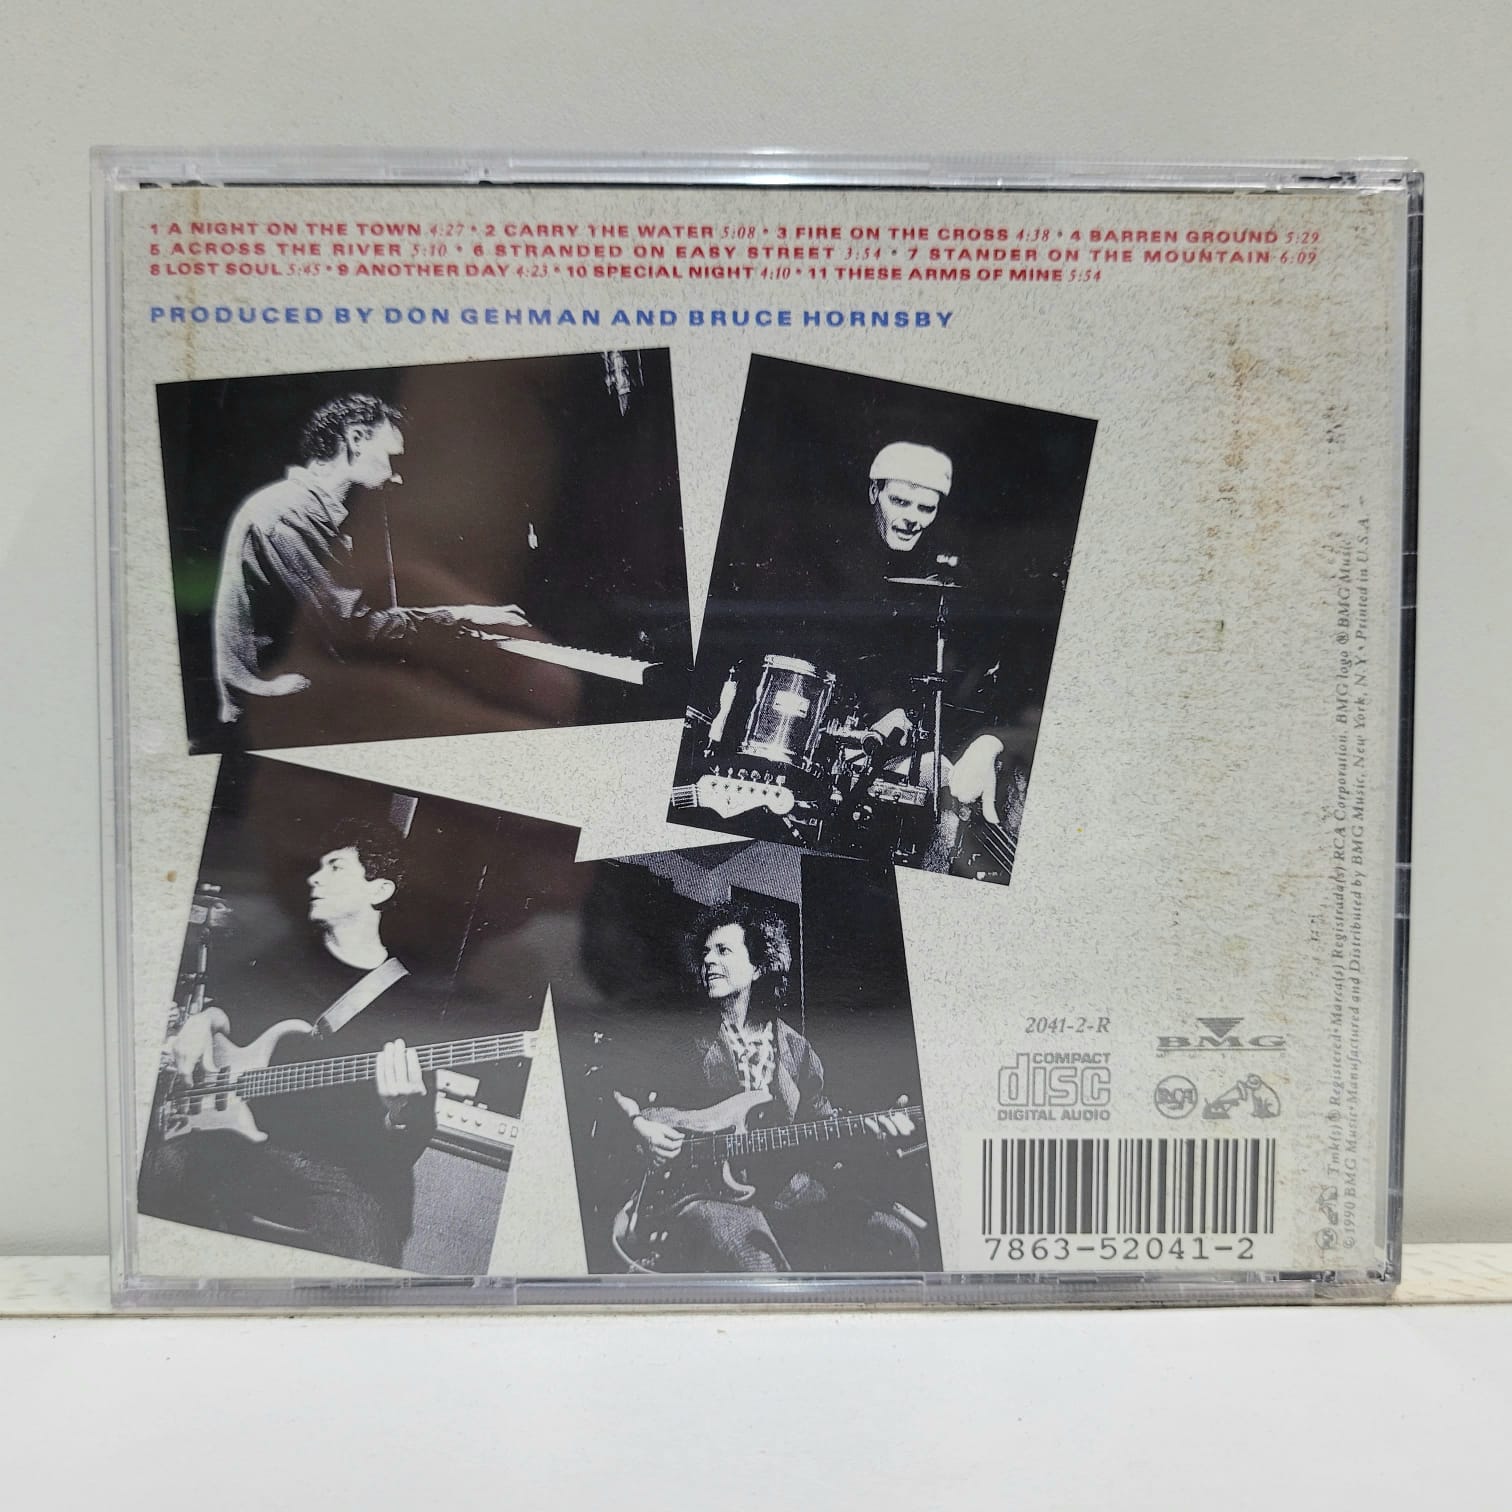 1 A NIGHT ON THE TOWN 4:27 • 2 CARRY THE WATER 5:08 • 3 FIRE ON THE CROSS 4:38 • 4 BARREN GROUND 5:29
5 ACROSS THE RIVER 5:10 • 6 STRANDED ON EASY STREET 3:54 • 7 STANDER ON THE MOUNTAIN 6:09
8 LOST SOUL 5:45 • 9 ANOTHER DAY 4:23 • 10 SPECIAL NIGHT 4:10 • 11 THESE ARMS OF MINE 5:54
PRODUCED BY DON GEHMAN AND BRUCE HORNSBY
2041-2-R
BMG
COMPACT
disc
DIGITAL AUDIO
RCA
7863-52041-2
Tmk(s) ® Registered • Marca(s) Registrada(s) RCA Corporation. BMG logo ® BMG Music
© 1990 BMG Music • Manufactured and Distributed by BMG Music, New York, N.Y. • Printed in U.S.A.